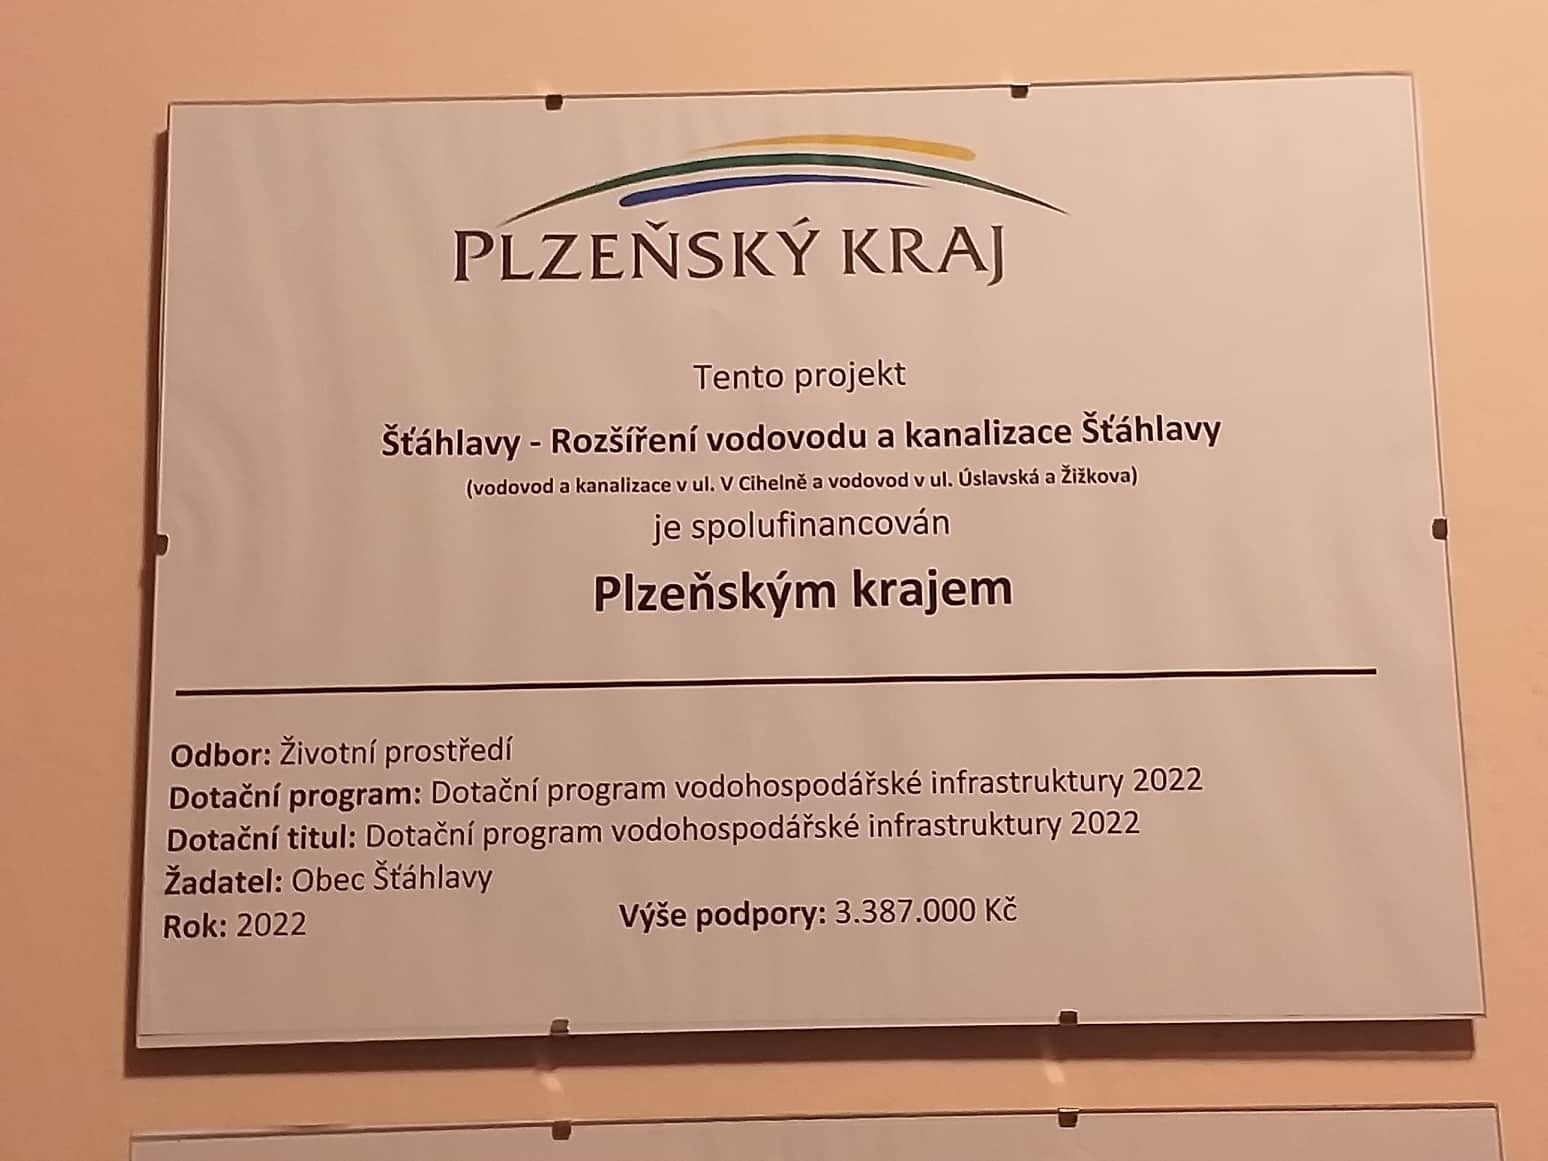 PLZEŇSKÝ KRAJ
Tento projekt
Šťáhlavy - Rozšíření vodovodu a kanalizace Šťáhlavy
(vodovod a kanalizace v ul. V Cihelně a vodovod v ul. Úslavská a Žižkova)
je spolufinancován
Plzeňským krajem
Odbor: Životní prostředí
Dotační program: Dotační program vodohospodářské infrastruktury 2022
Dotační titul: Dotační program vodohospodářské infrastruktury 2022
Žadatel: Obec Šťáhlavy
Rok: 2022 Výše podpory: 3.387.000 Kč